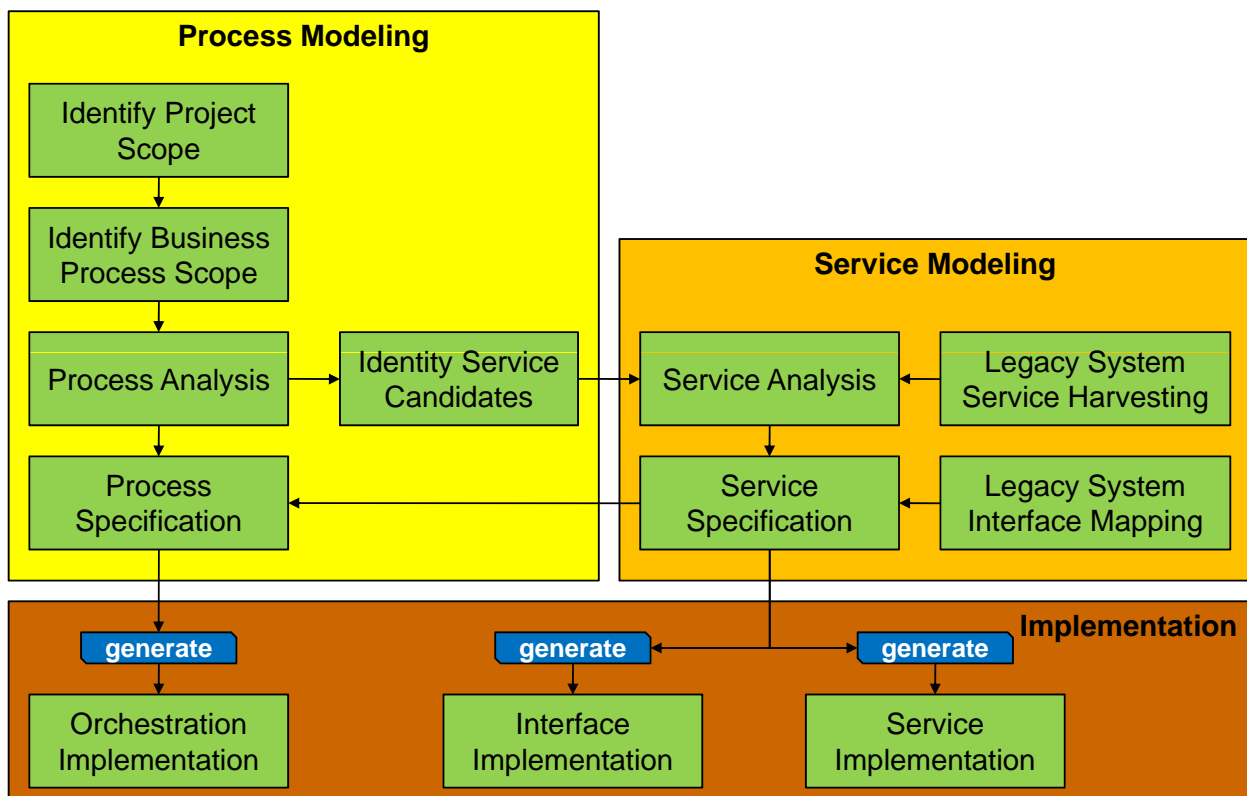 Process Modeling
Identify Project
Scope
Identify Business
Process Scope
Process Analysis
Identity Service
Candidates
Process
Specification
Service Modeling
Service Analysis
Legacy System
Service Harvesting
Service
Specification
Legacy System
Interface Mapping
Implementation
generate
generate
generate
Orchestration
Implementation
Interface
Implementation
Service
Implementation